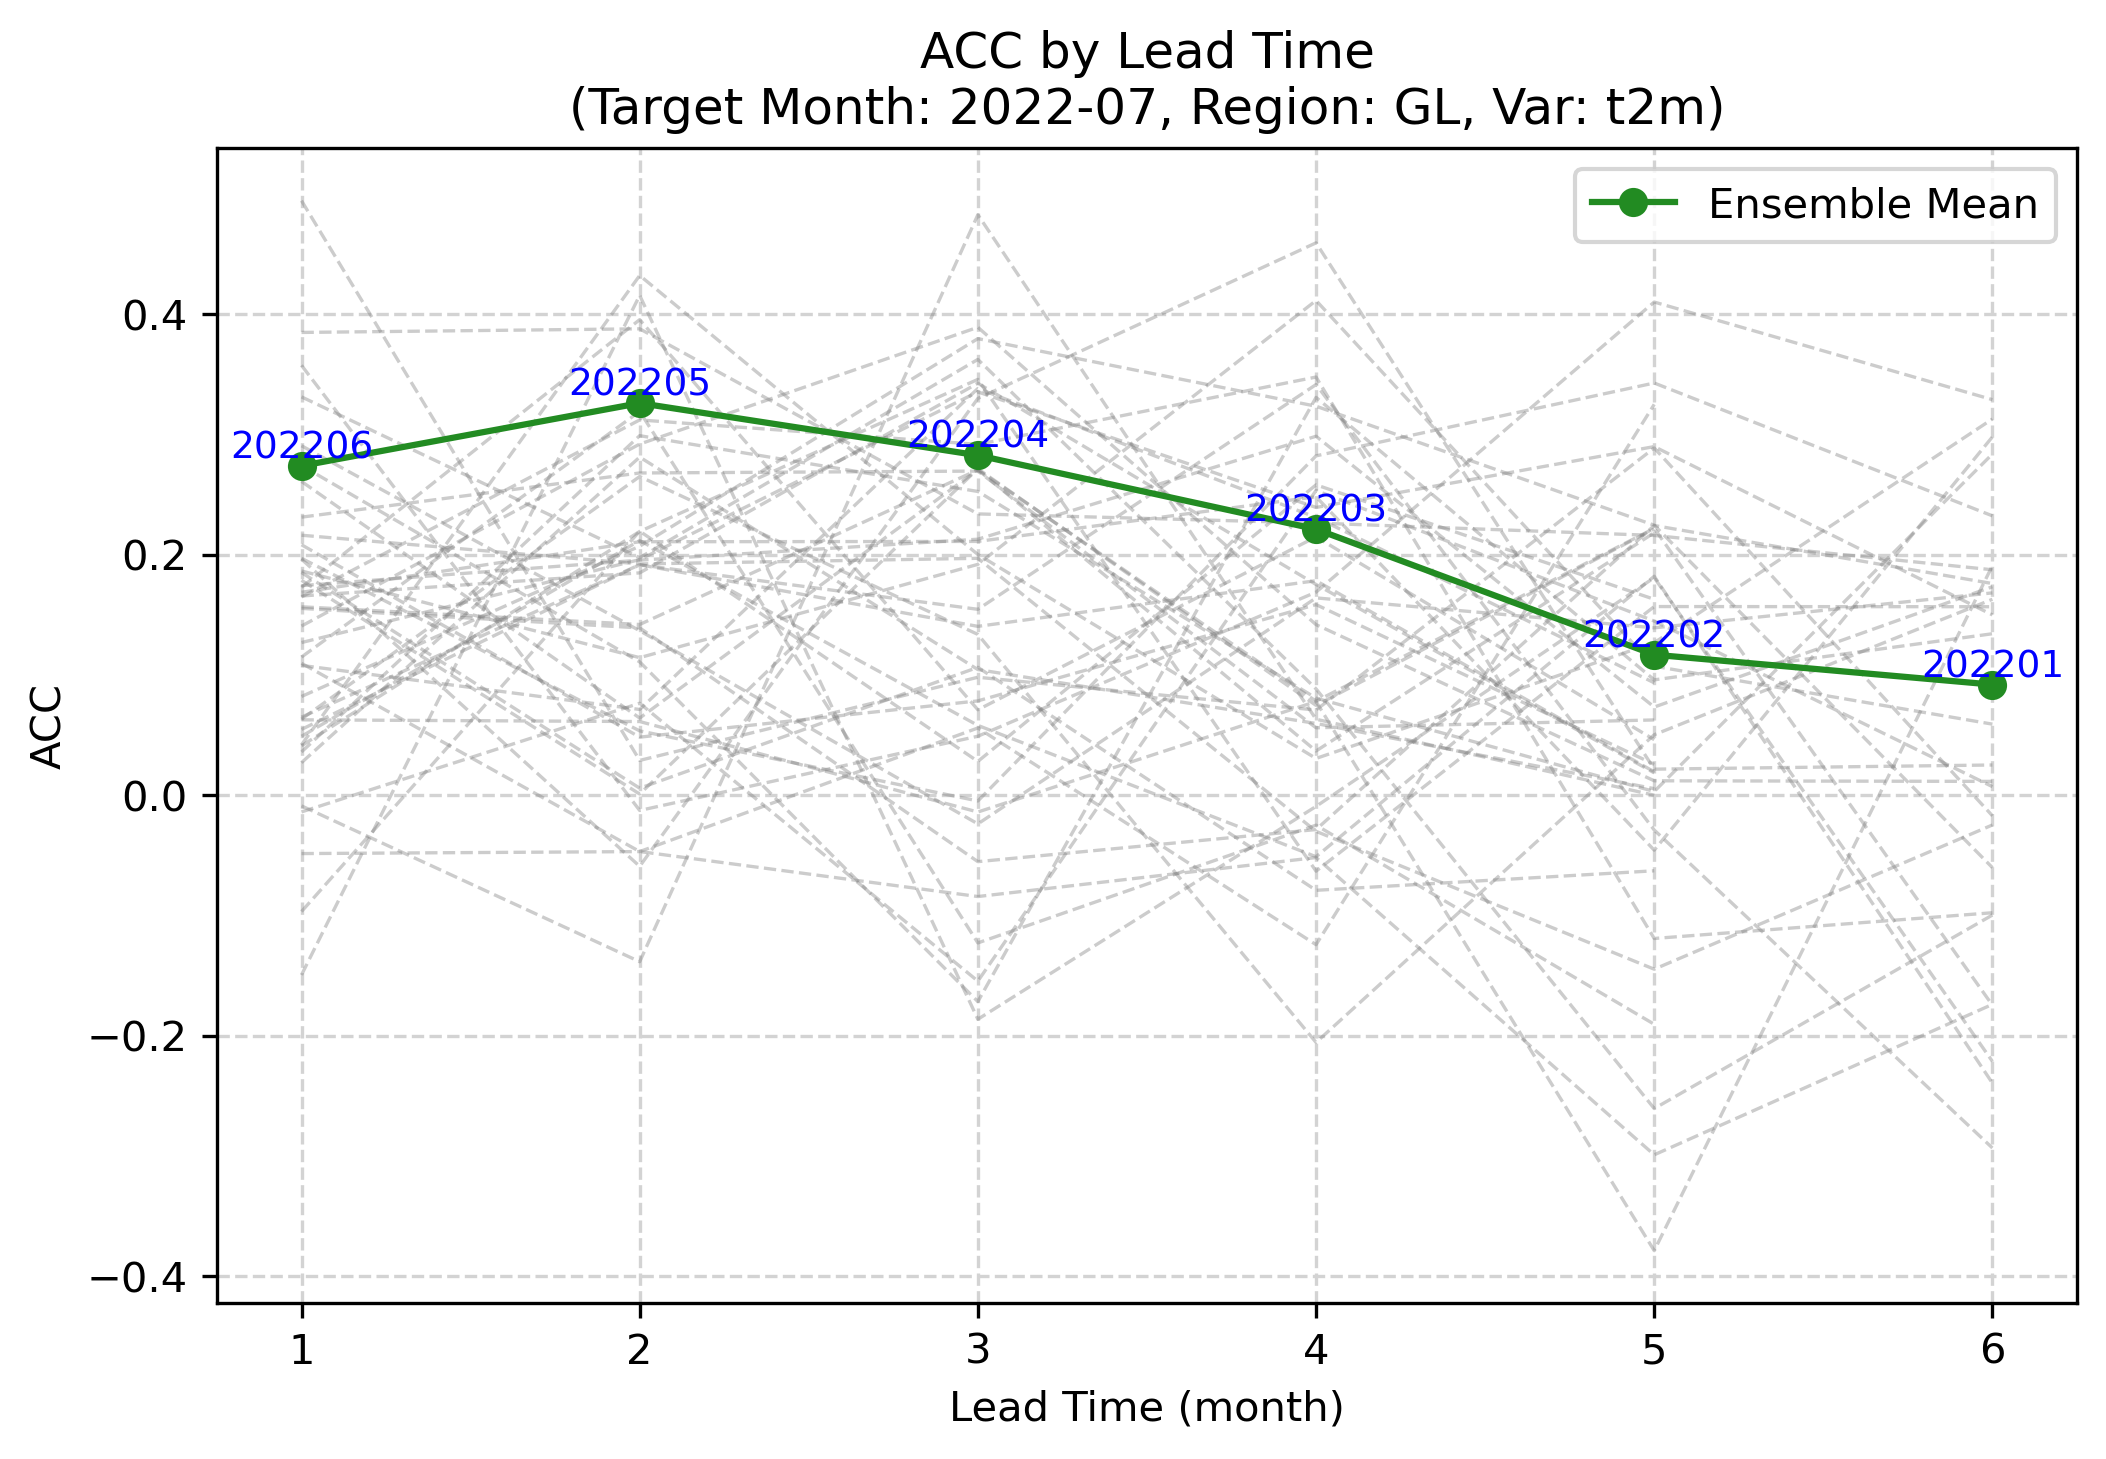 ACC by Lead Time
(Target Month: 2022-07, Region: GL, Var: t2m)
Ensemble Mean
0.4
0.2
0.0
−0.2
−0.4
ACC
202206
202205
202204
202203
202202
202201
1 2 3 4 5 6
Lead Time (month)